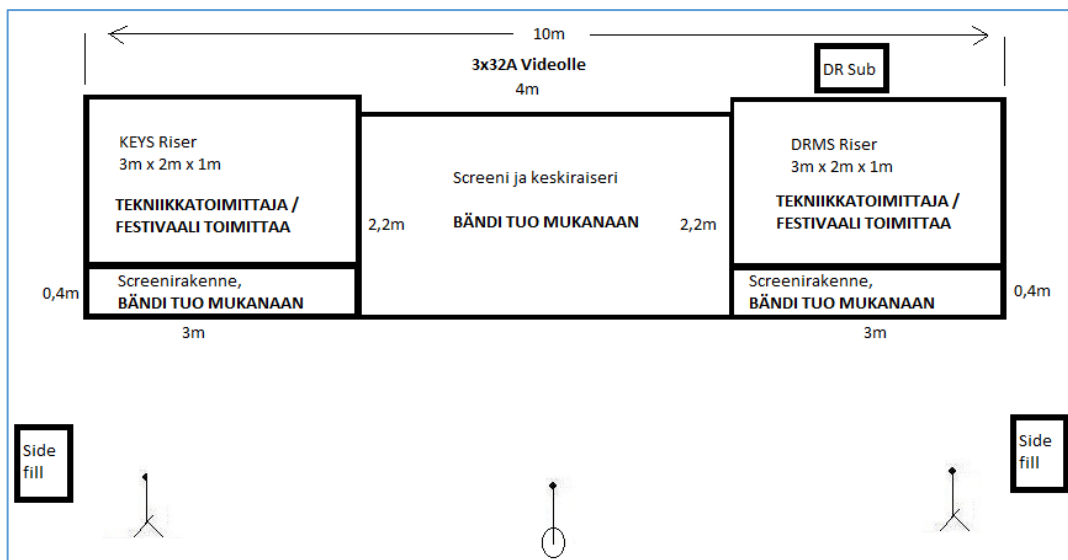 10m
3x32A Videolle
4m
DR Sub
KEYS Riser
3m x 2m x 1m
TEKNIIKKATOIMITTAJA /
FESTIVAALI TOIMITTAA
Screeni ja keskiraiseri
BÄNDI TUO MUKANAAN
2,2m
2,2m
DRMS Riser
3m x 2m x 1m
TEKNIIKKATOIMITTAJA /
FESTIVAALI TOIMITTAA
0,4m
Screenirakenne,
BÄNDI TUO MUKANAAN
Screenirakenne,
BÄNDI TUO MUKANAAN
0,4m
3m
3m
Side
fill
Side
fill